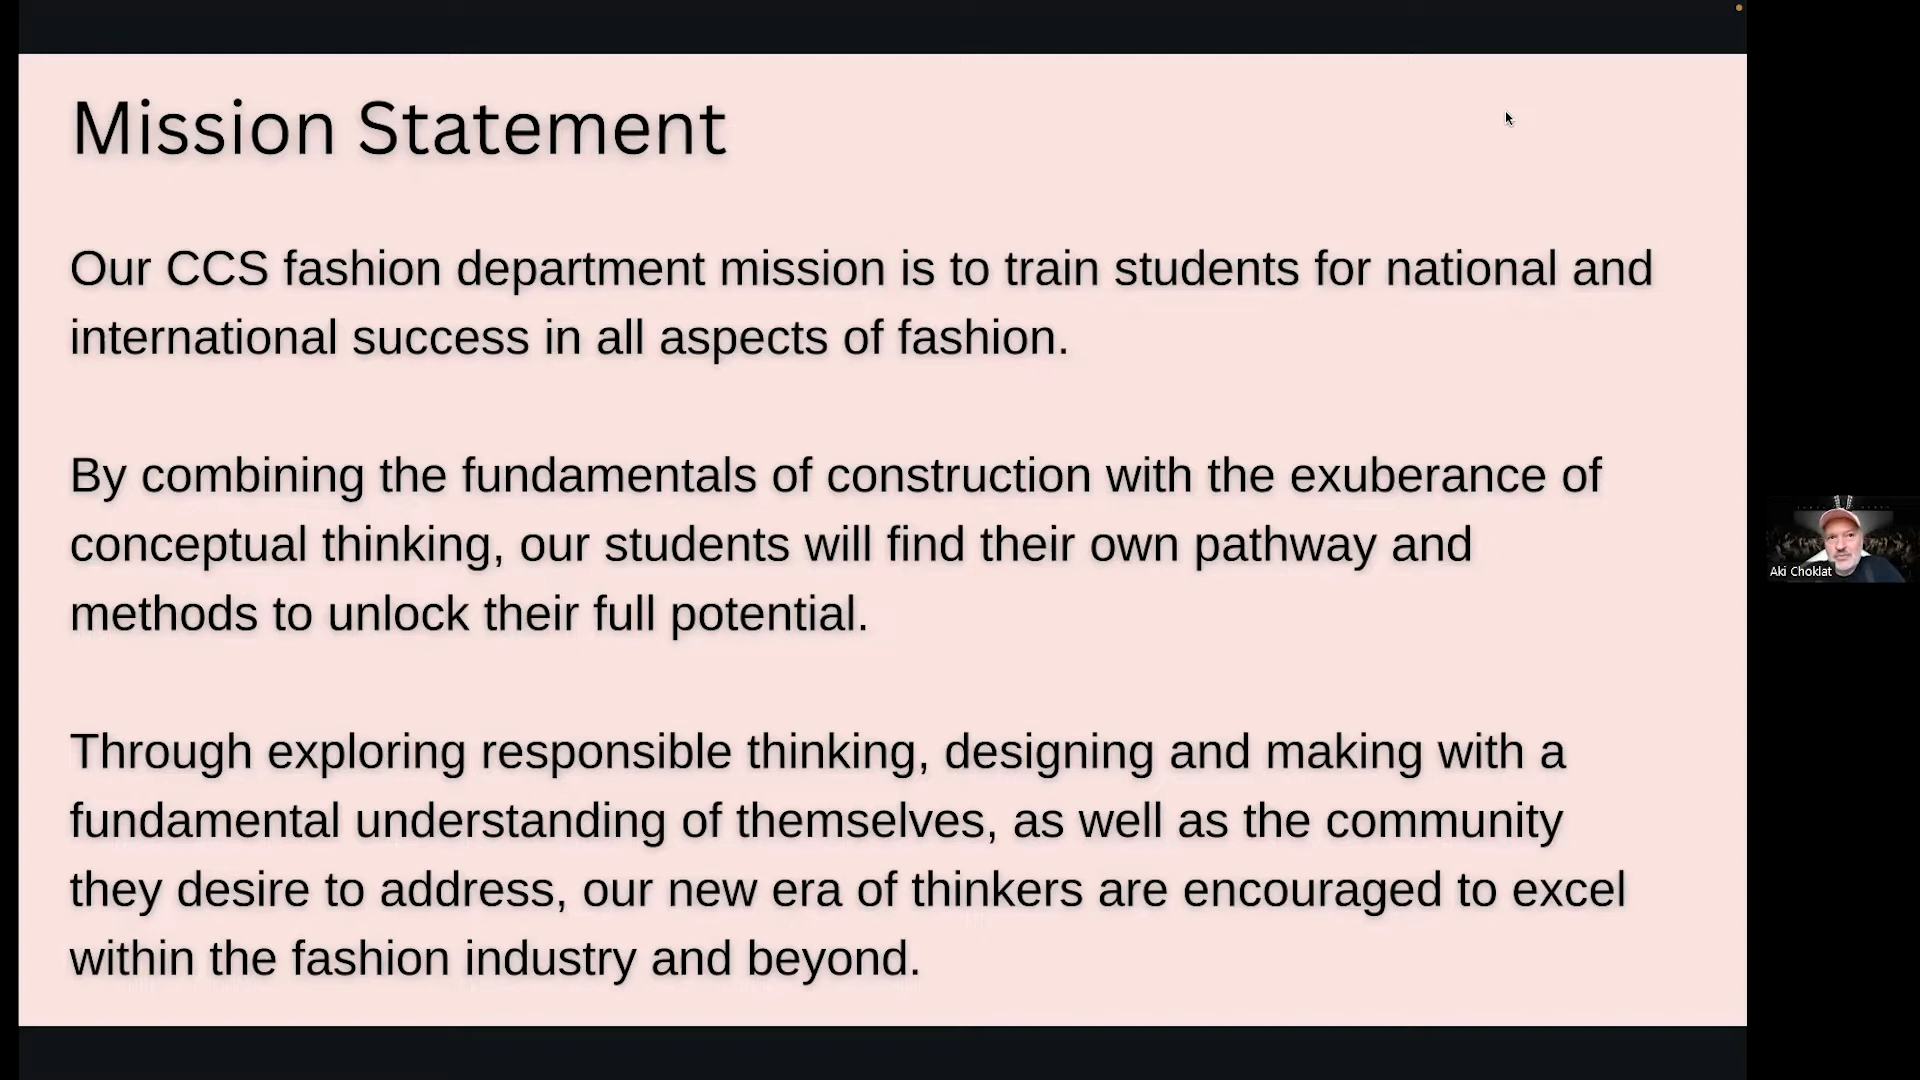 Mission Statement
Our CCS fashion department mission is to train students for national and
international success in all aspects of fashion.
By combining the fundamentals of construction with the exuberance of
conceptual thinking, our students will find their own pathway and
methods to unlock their full potential.
Through exploring responsible thinking, designing and making with a
fundamental understanding of themselves, as well as the community
they desire to address, our new era of thinkers are encouraged to excel
within the fashion industry and beyond.
Aki Choklat